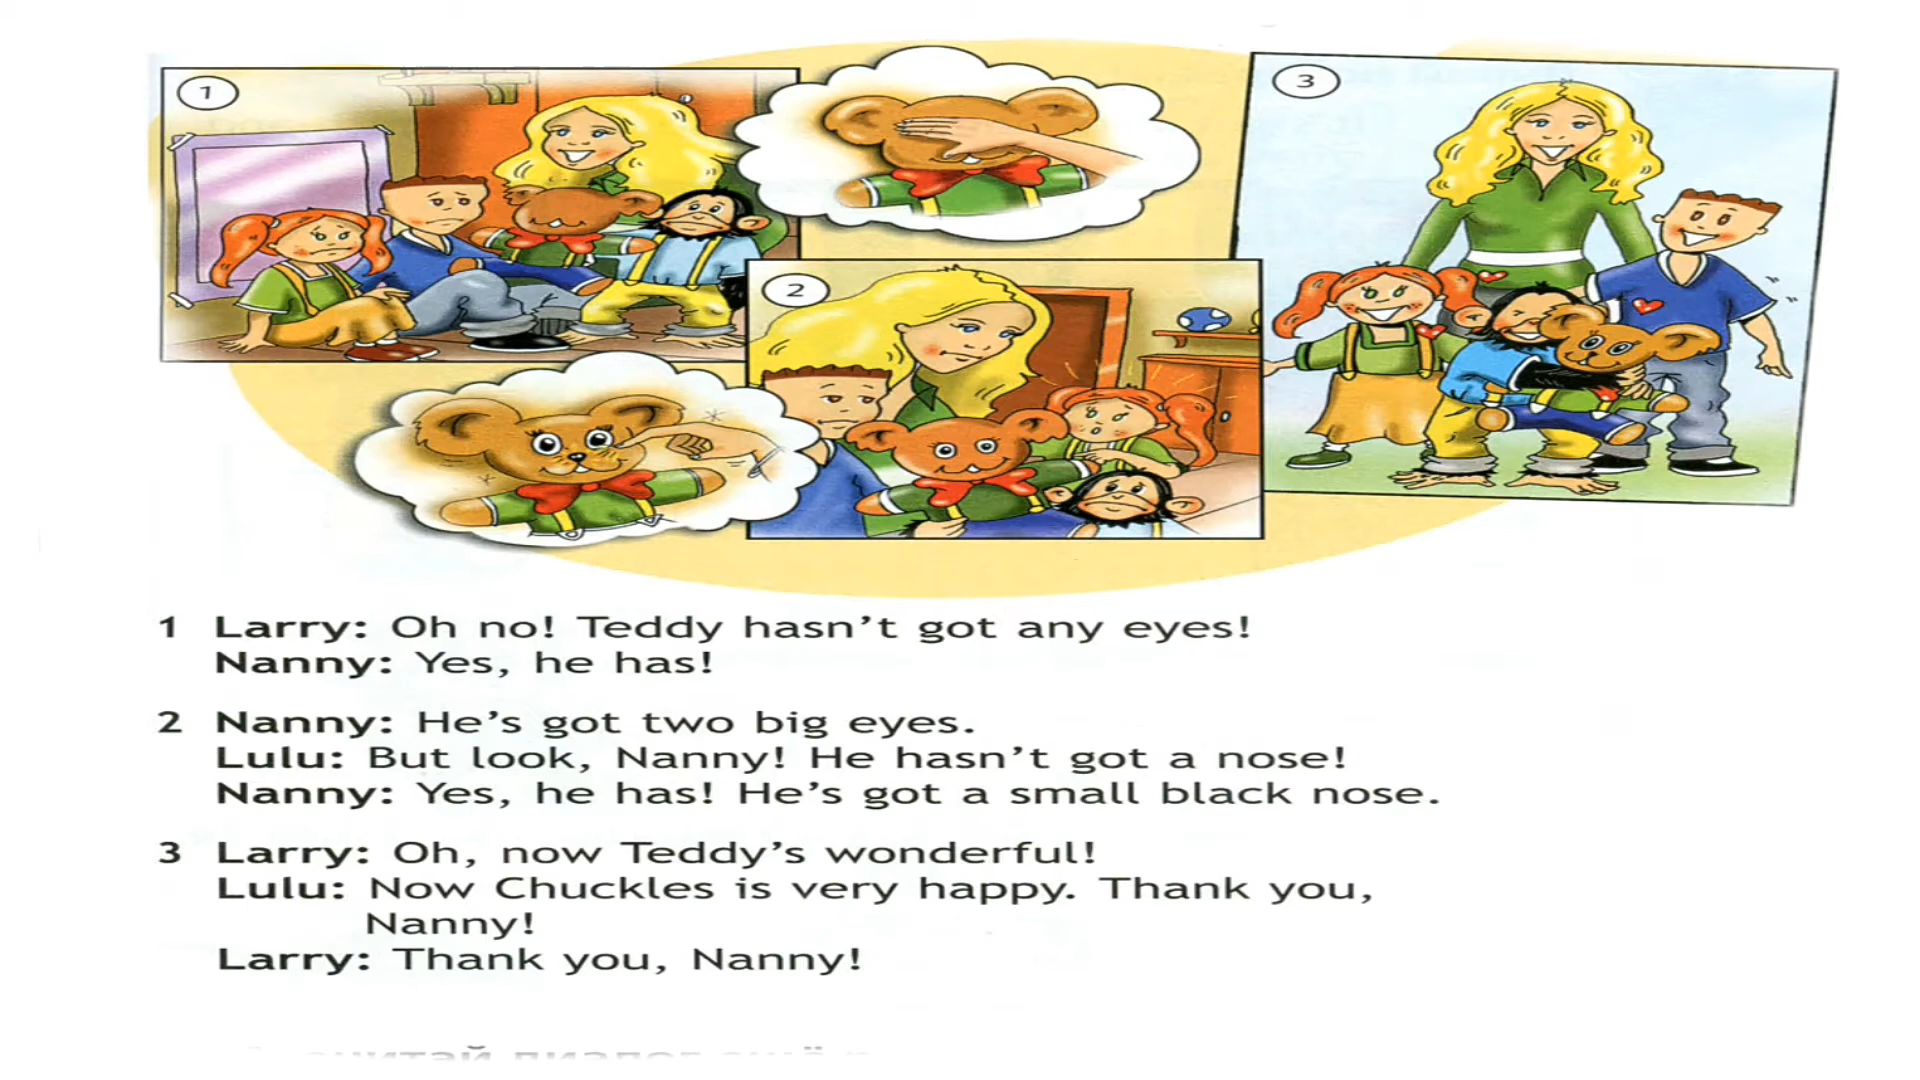 1
3
2
1 Larry: Oh no! Teddy hasn't got any eyes!
Nanny: Yes, he has!
2 Nanny: He's got two big eyes.
Lulu: But look, Nanny! He hasn't got a nose!
Nanny: Yes, he has! He's got a small black nose.
3 Larry: Oh, now Teddy's wonderful!
Lulu: Now Chuckles is very happy. Thank you,
Nanny!
Larry: Thank you, Nanny!